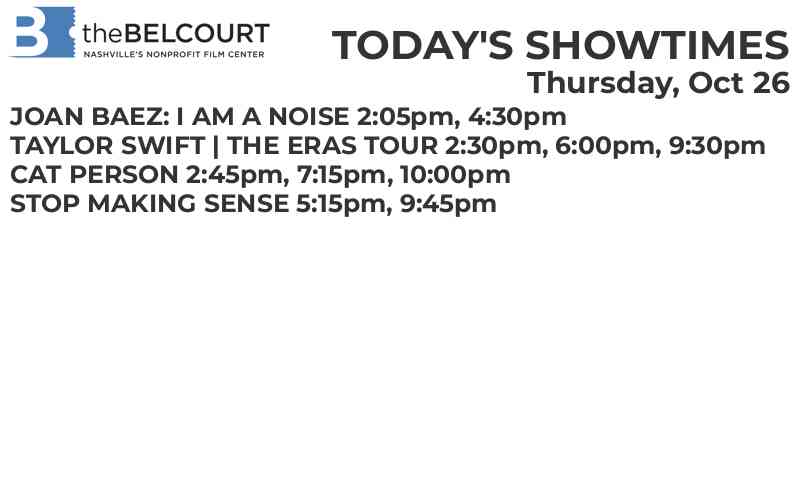 B theBELCOURT
NASHVILLE'S NONPROFIT FILM CENTER
TODAY'S SHOWTIMES
Thursday, Oct 26
JOAN BAEZ: I AM A NOISE 2:05pm, 4:30pm
TAYLOR SWIFT | THE ERAS TOUR 2:30pm, 6:00pm, 9:30pm
CAT PERSON 2:45pm, 7:15pm, 10:00pm
STOP MAKING SENSE 5:15pm, 9:45pm